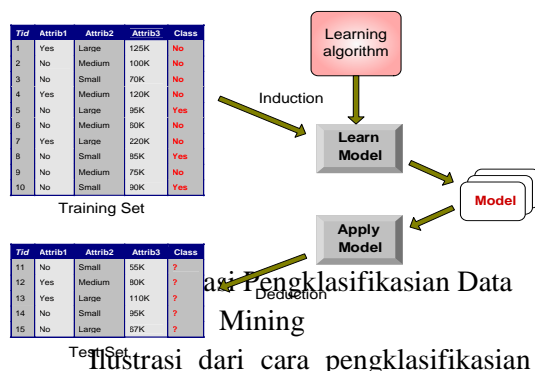 Tid Attrib1 Attrib2 Attrib3 Class
1 Yes Large 125K No
2 No Medium 100K No
3 No Small 70K No
4 Yes Medium 120K No
5 No Large 95K Yes
6 No Medium 60K No
7 Yes Large 220K No
8 No Small 85K Yes
9 No Medium 75K No
10 No Small 90K Yes
Training Set
Learning
algorithm
Induction
Learn
Model
Model
Apply
Model
Tid Attrib1 Attrib2 Attrib3 Class
11 No Small 55K ?
12 Yes Medium 80K ?
13 Yes Large 110K ?
14 No Small 95K ?
15 No Large 67K ?
Test Set
Deduction
asi Pengklasifikasian Data
Mining
Ilustrasi dari cara pengklasifikasian